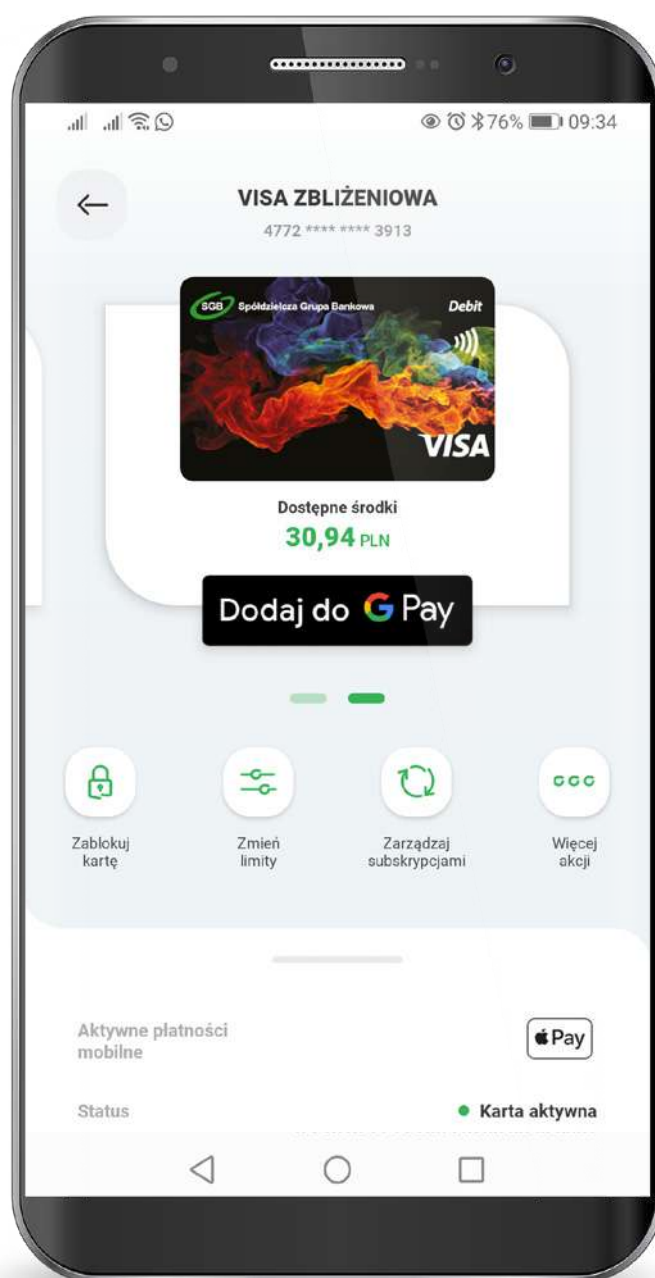 76% 09:34
VISA ZBLIŻENIOWA
4772 **** **** 3913
SGB Spółdzielcza Grupa Bankowa Debit
VISA
Dostępne środki
30,94 PLN
Dodaj do G Pay
Zablokuj
kartę
Zmień
limity
Zarządzaj
subskrypcjami
Więcej
akcji
Aktywne płatności
mobilne
Pay
Status
Karta aktywna